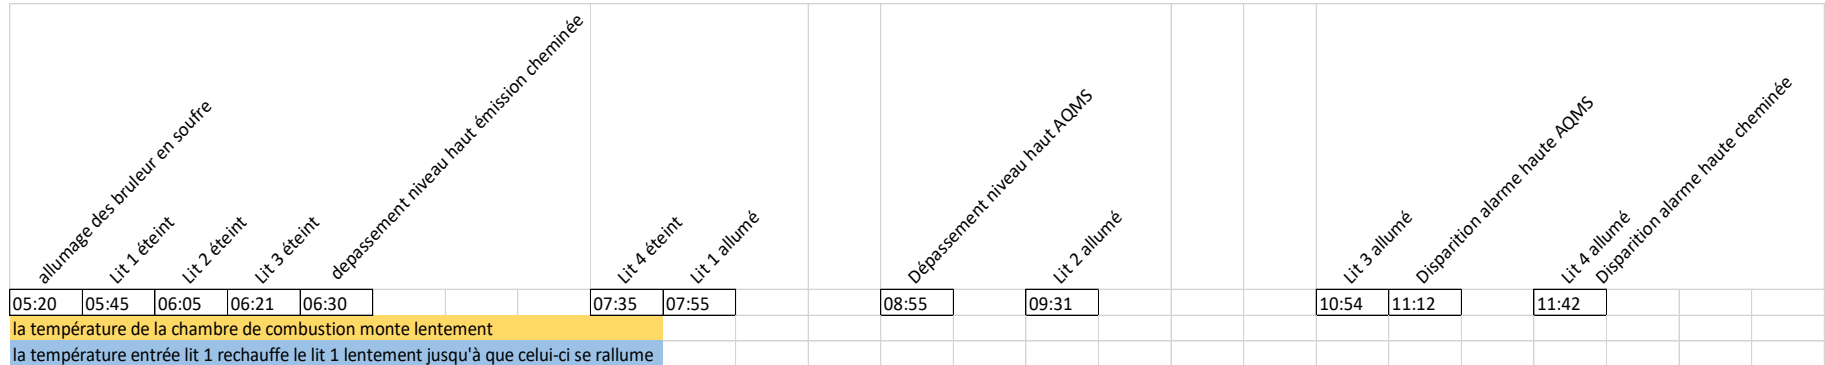 allumage des bruleur en soufre
Lit 1 éteint
Lit 2 éteint
Lit 3 éteint
depassement niveau haut émission cheminée
Lit 4 éteint
Lit 1 allumé
Dépassement niveau haut AQMS
Lit 2 allumé
Lit 3 allumé
Disparition alarme haute AQMS
Lit 4 allumé
Disparition alarme haute cheminée
05:20 05:45 06:05 06:21 06:30 07:35 07:55 08:55 09:31 10:54 11:12 11:42
la température de la chambre de combustion monte lentement
la température entrée lit 1 rechauffe le lit 1 lentement jusqu'à que celui-ci se rallume